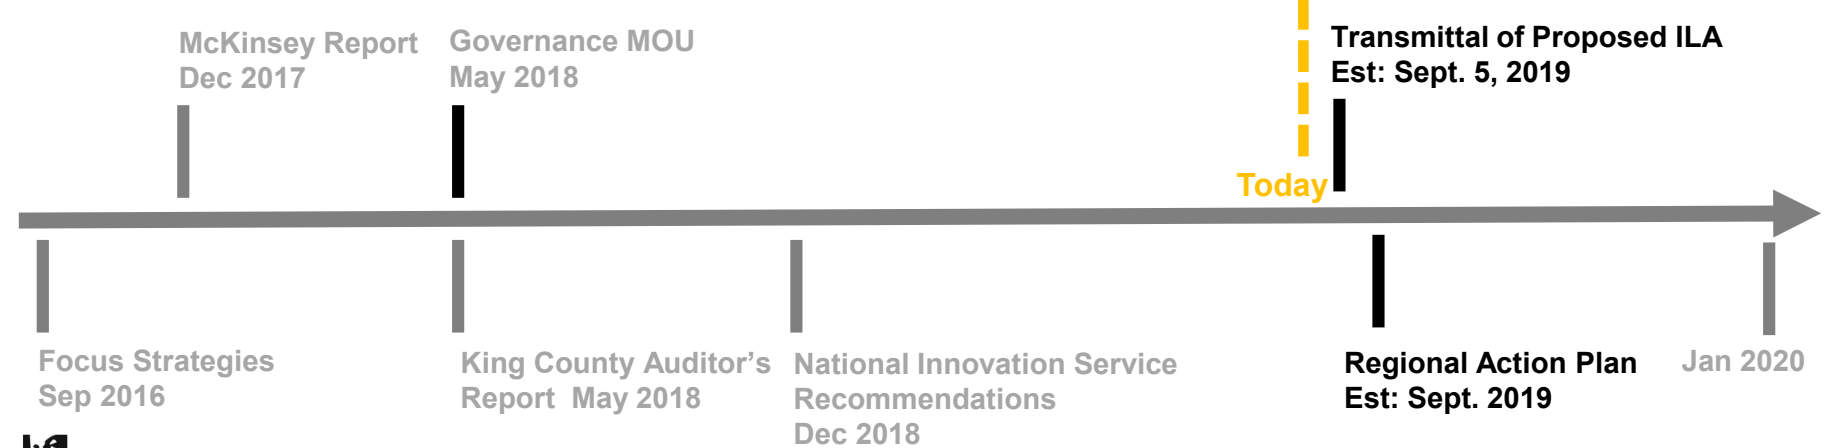 McKinsey Report
Dec 2017
Governance MOU
May 2018
Transmittal of Proposed ILA
Est: Sept. 5, 2019
Today
Focus Strategies
Sep 2016
King County Auditor’s
Report  May 2018
National Innovation Service
Recommendations
Dec 2018
Regional Action Plan
Est: Sept. 2019
Jan 2020